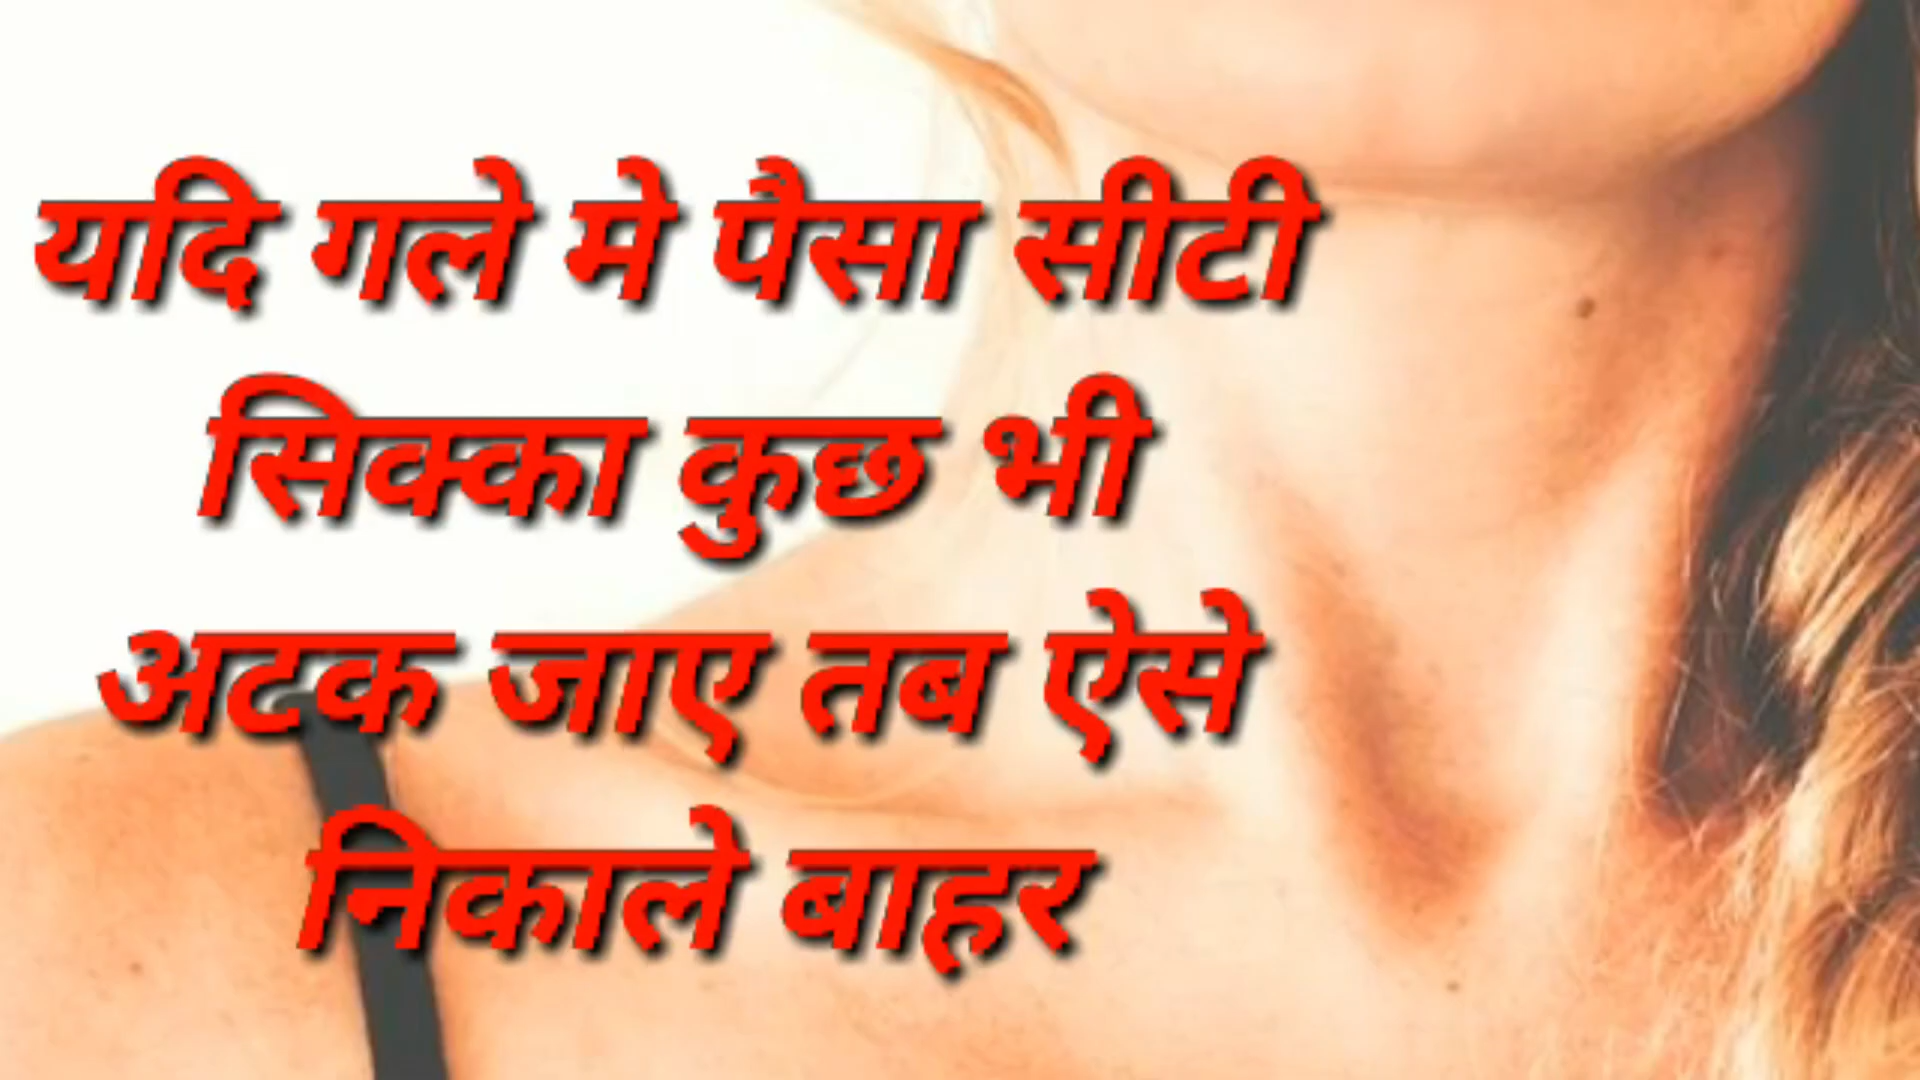 यदि गले मे पैसा सीटी
सिक्का कुछ भी
अटक जाए तब ऐसे
निकाले बाहर